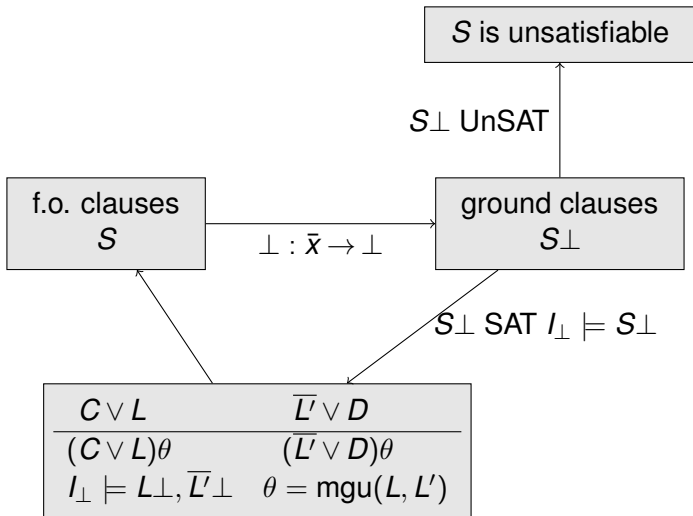 S is unsatisfiable
S⊥ UnSAT
f.o. clauses
S
⊥ : x̄ → ⊥
ground clauses
S⊥
S⊥ SAT I⊥ ⊨ S⊥
C ∨ L L̅'̅ ∨ D
(C ∨ L)θ (L̅'̅ ∨ D)θ
I⊥ ⊨ L⊥, L̅'̅⊥ θ = mgu(L, L')